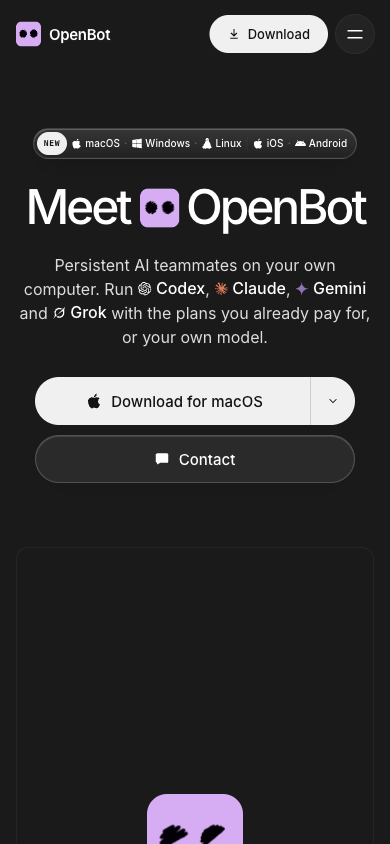 OpenBot
Download
NEW macOS · Windows · Linux · iOS · Android
Meet OpenBot
Persistent AI teammates on your own
computer. Run Codex, Claude, Gemini
and Grok with the plans you already pay for,
or your own model.
Download for macOS
Contact